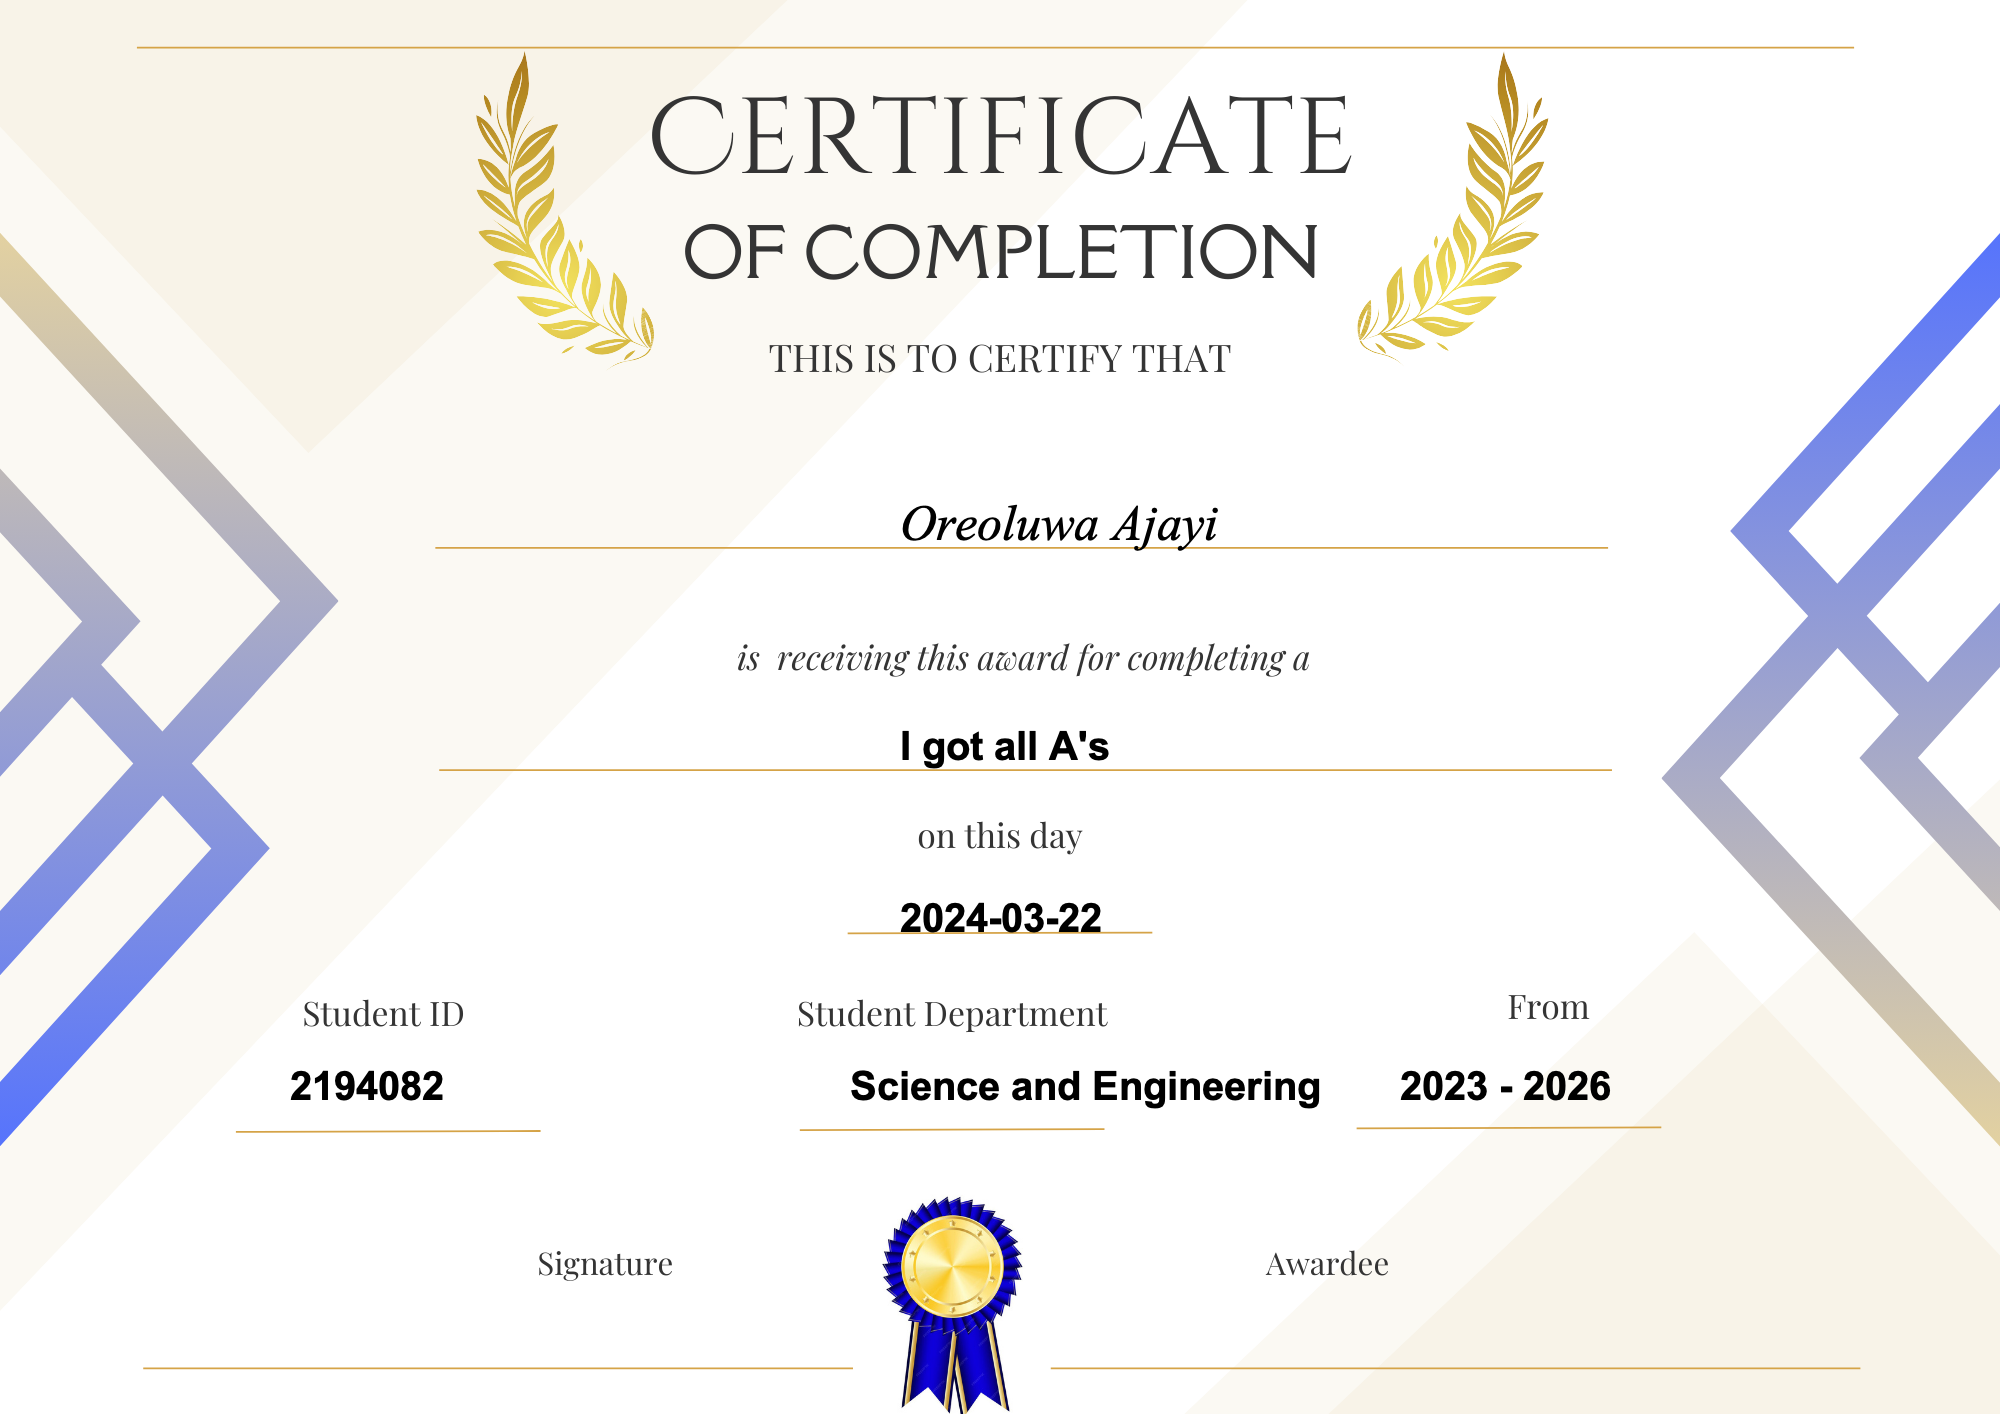 CERTIFICATE
OF COMPLETION
THIS IS TO CERTIFY THAT
Oreoluwa Ajayi
is receiving this award for completing a
I got all A's
on this day
2024-03-22
Student ID
Student Department
From
2194082
Science and Engineering
2023 - 2026
Signature
Awardee